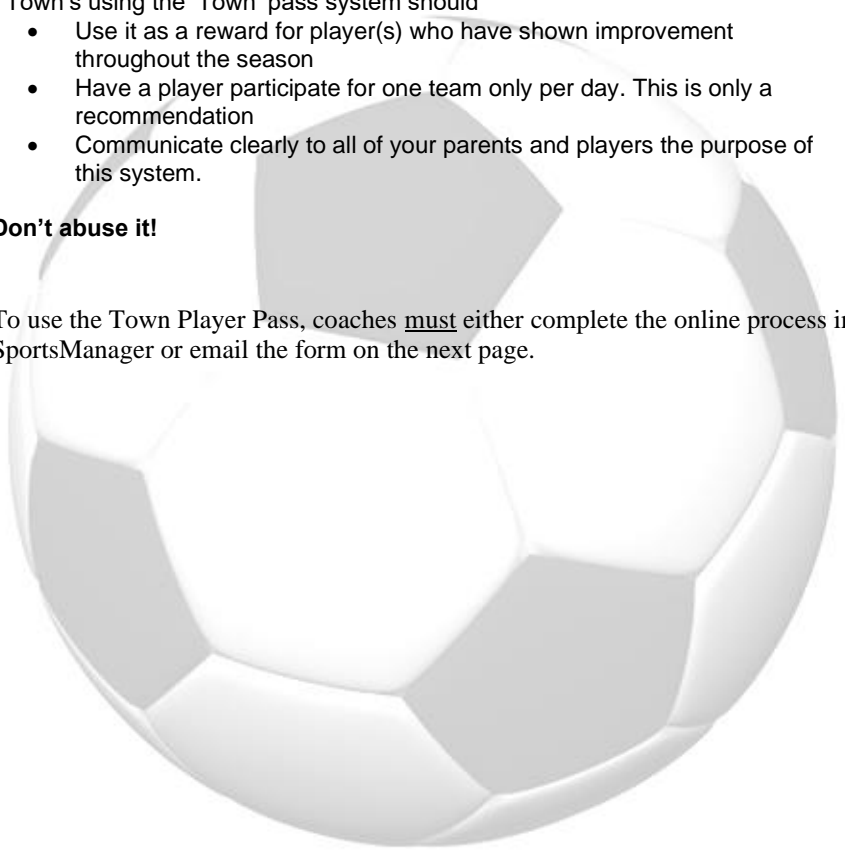 Town's using the 'Town' pass system should
• Use it as a reward for player(s) who have shown improvement
throughout the season
• Have a player participate for one team only per day. This is only a
recommendation
• Communicate clearly to all of your parents and players the purpose of
this system.
Don't abuse it!
To use the Town Player Pass, coaches must either complete the online process in
SportsManager or email the form on the next page.